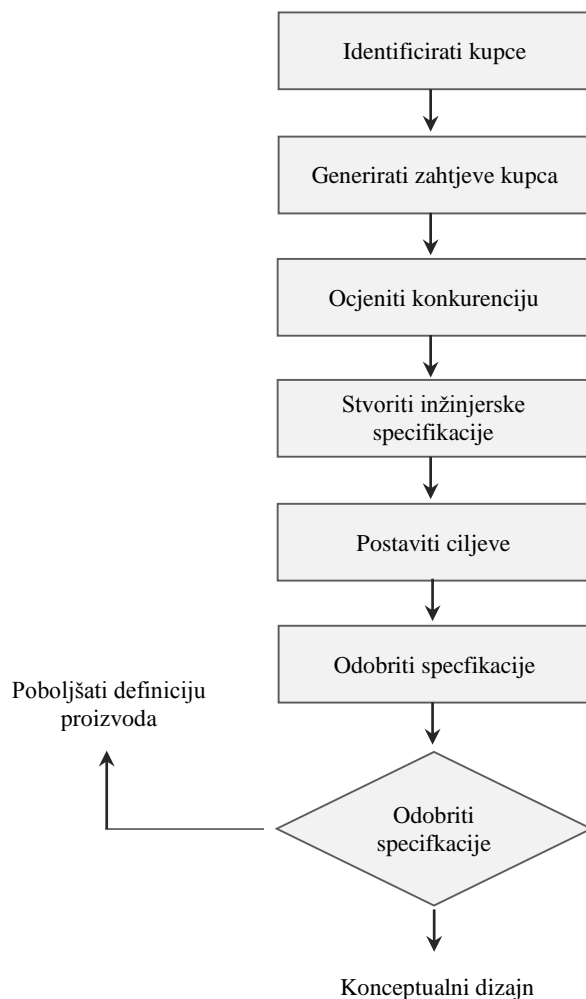 Identificirati kupce
Generirati zahtjeve kupca
Ocjeniti konkurenciju
Stvoriti inžinjerske
specifikacije
Postaviti ciljeve
Odobriti specfikacije
Poboljšati definiciju
proizvoda
Odobriti
specifkacije
Konceptualni dizajn